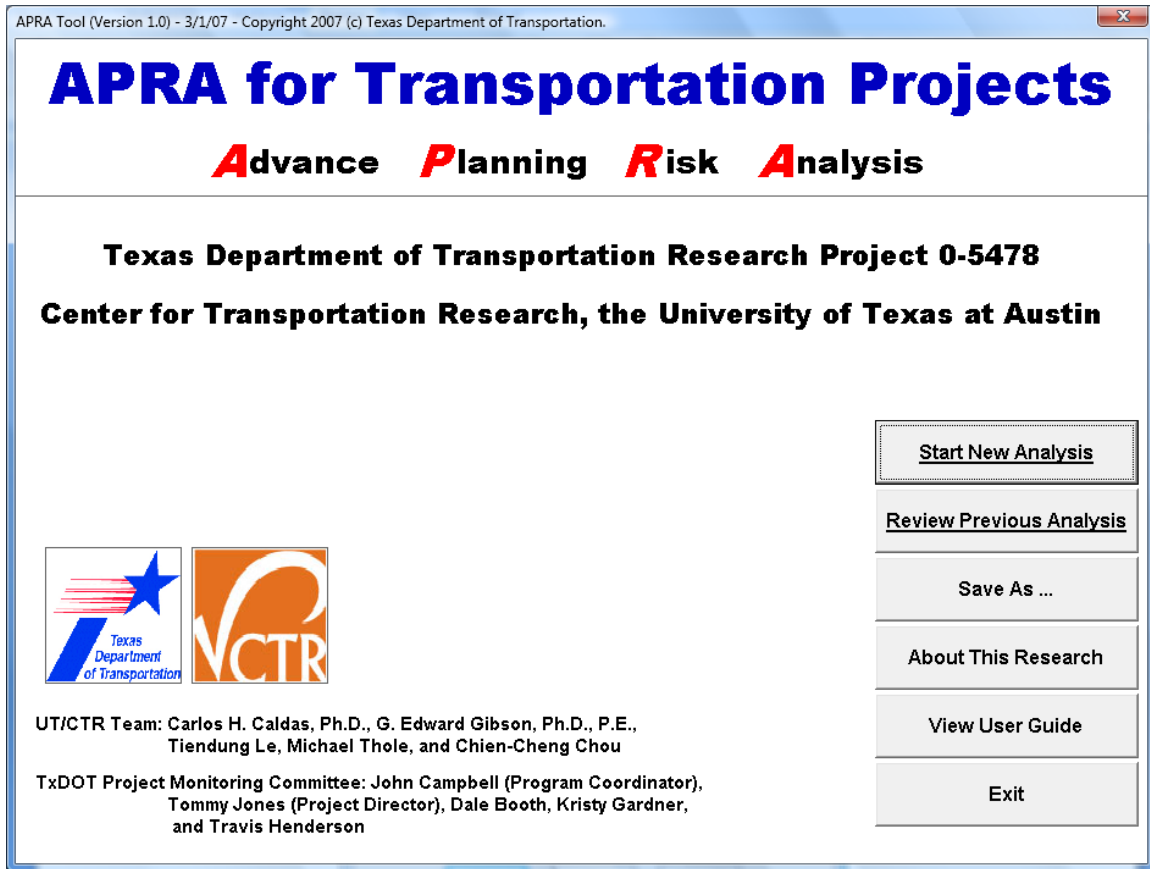 APRA Tool (Version 1.0) - 3/1/07 - Copyright 2007 (c) Texas Department of Transportation.
APRA for Transportation Projects
Advance Planning Risk Analysis
Texas Department of Transportation Research Project 0-5478
Center for Transportation Research, the University of Texas at Austin
Start New Analysis
Review Previous Analysis
Save As ...
About This Research
View User Guide
Exit
Texas
Department
of Transportation
CTR
UT/CTR Team: Carlos H. Caldas, Ph.D., G. Edward Gibson, Ph.D., P.E.,
Tiendung Le, Michael Thole, and Chien-Cheng Chou
TxDOT Project Monitoring Committee: John Campbell (Program Coordinator),
Tommy Jones (Project Director), Dale Booth, Kristy Gardner,
and Travis Henderson